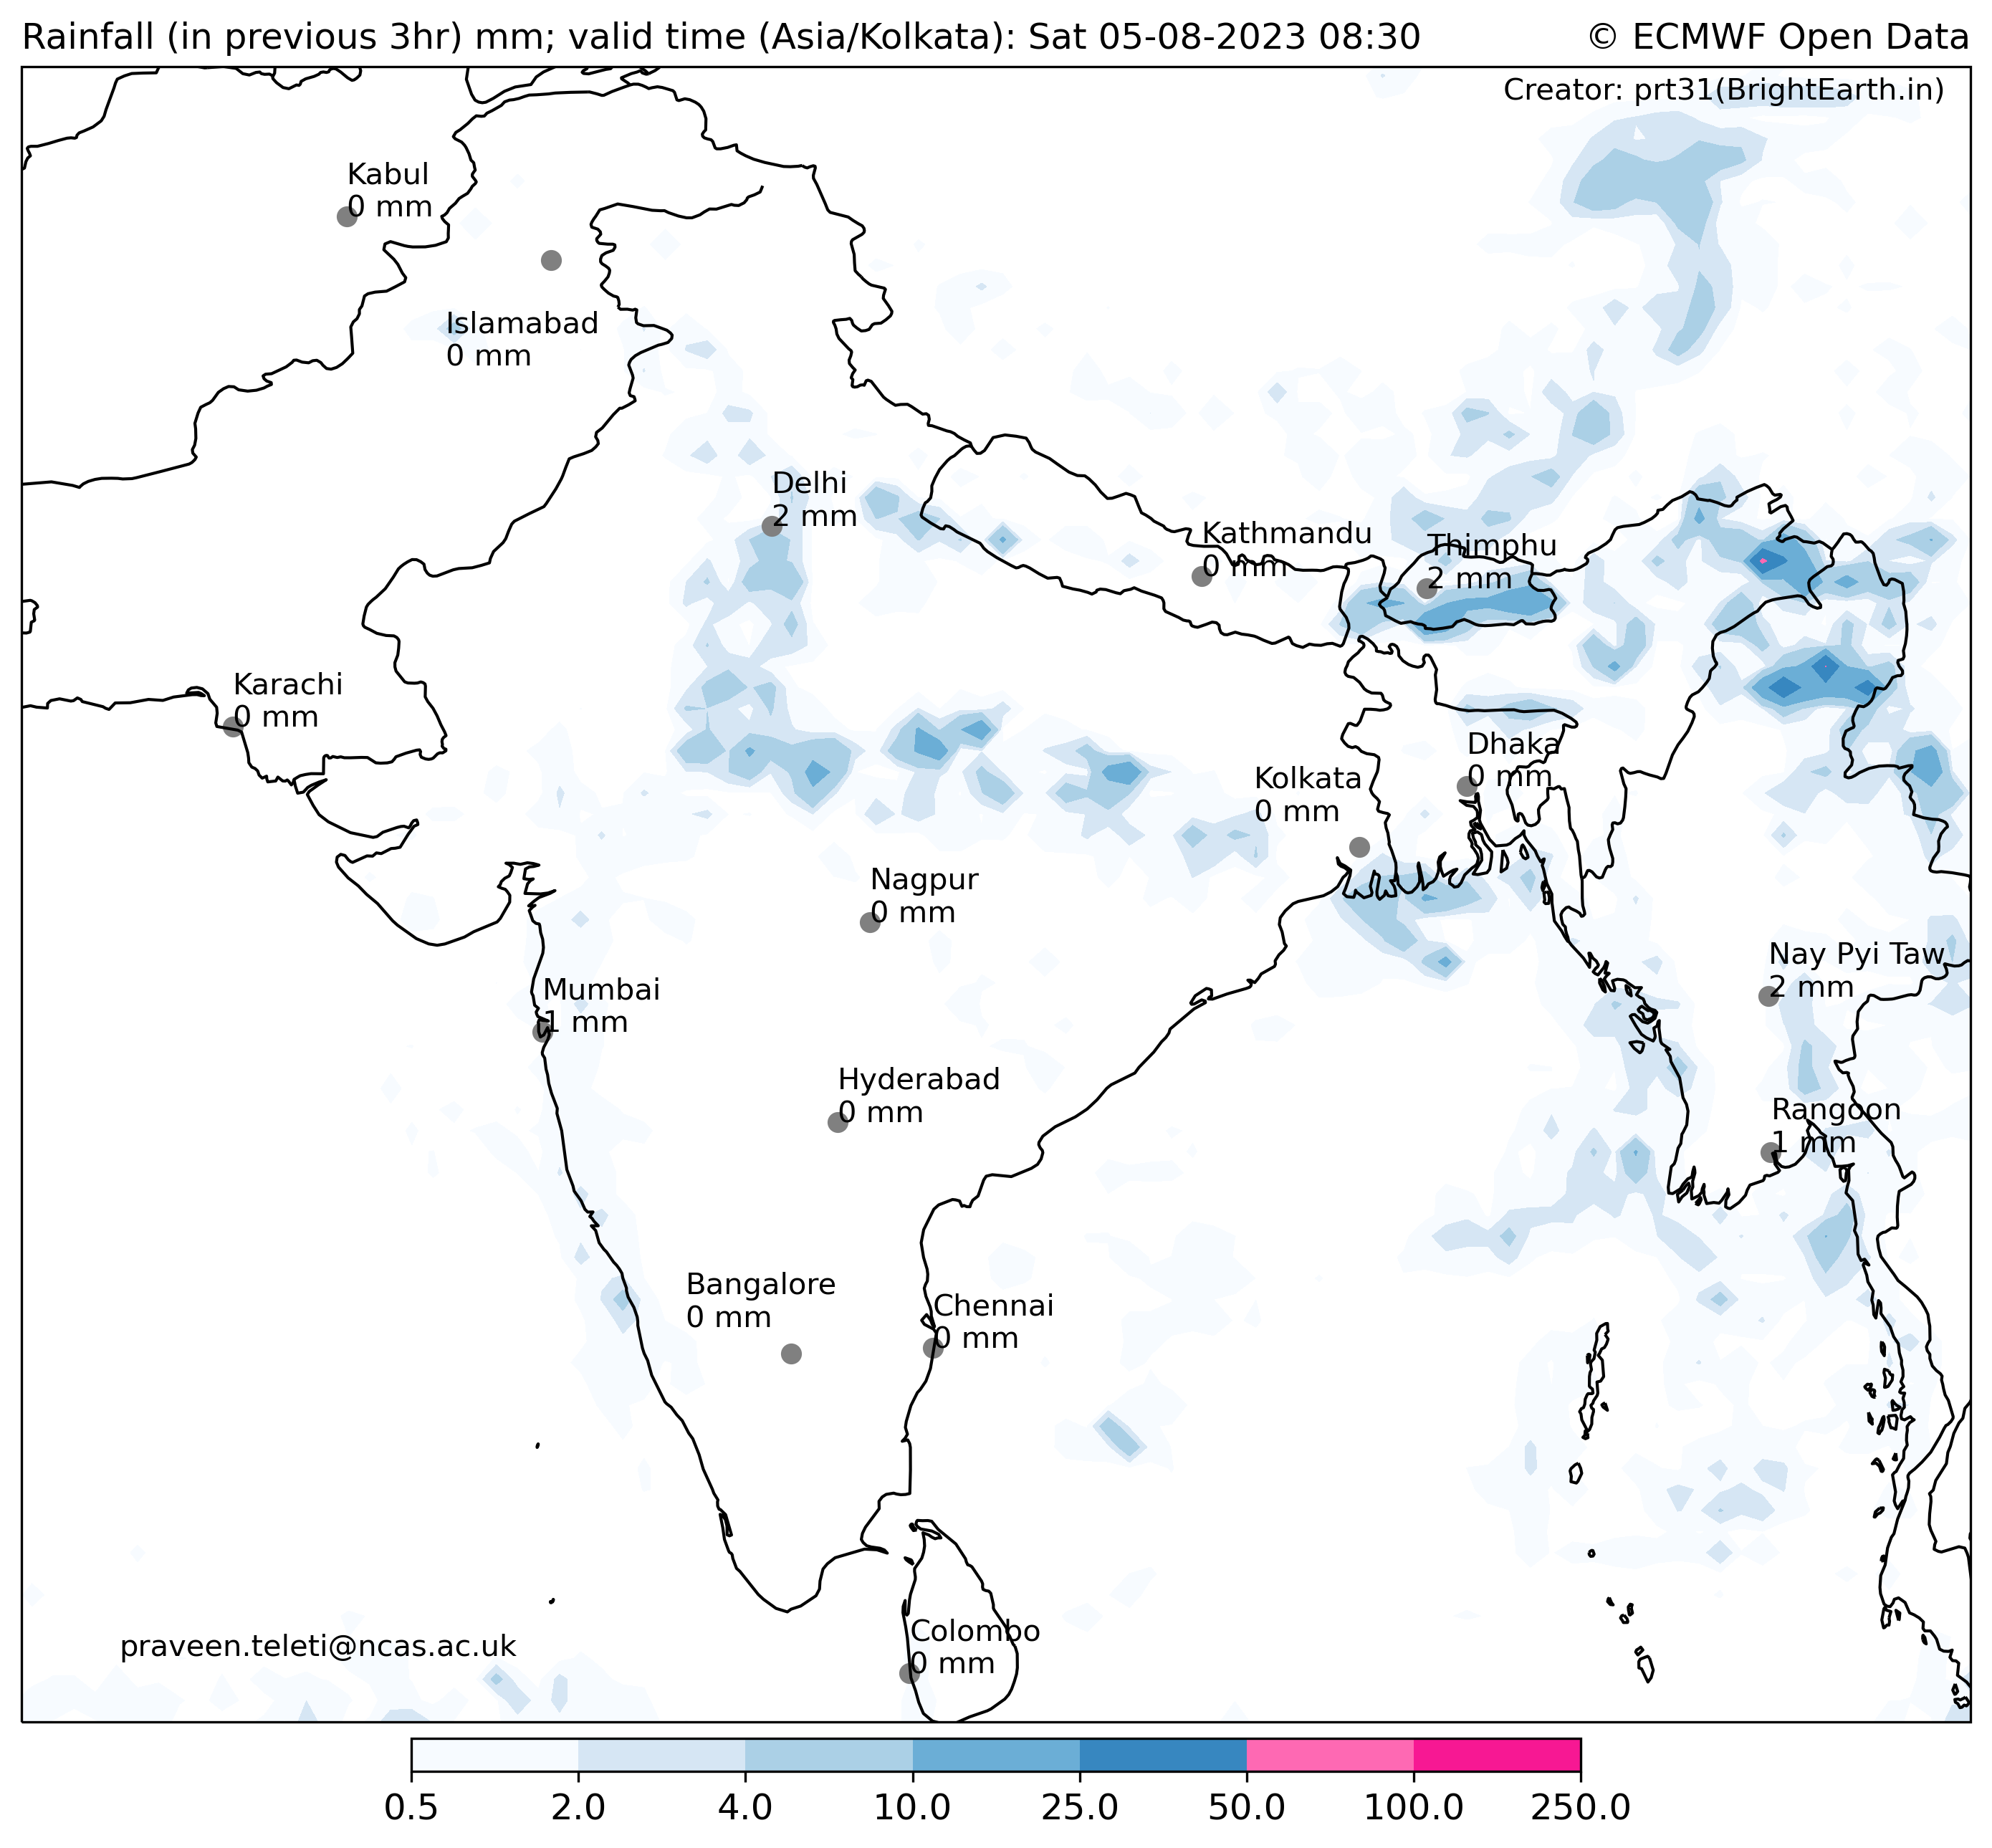 Rainfall (in previous 3hr) mm; valid time (Asia/Kolkata): Sat 05-08-2023 08:30
© ECMWF Open Data
Creator: prt31(BrightEarth.in)
Kabul
0 mm
Islamabad
0 mm
Delhi
2 mm
Kathmandu
0 mm
Thimphu
2 mm
Karachi
0 mm
Dhaka
0 mm
Kolkata
0 mm
Nagpur
0 mm
Nay Pyi Taw
2 mm
Mumbai
1 mm
Hyderabad
0 mm
Rangoon
1 mm
Bangalore
0 mm
Chennai
0 mm
Colombo
0 mm
praveen.teleti@ncas.ac.uk
0.5 2.0 4.0 10.0 25.0 50.0 100.0 250.0